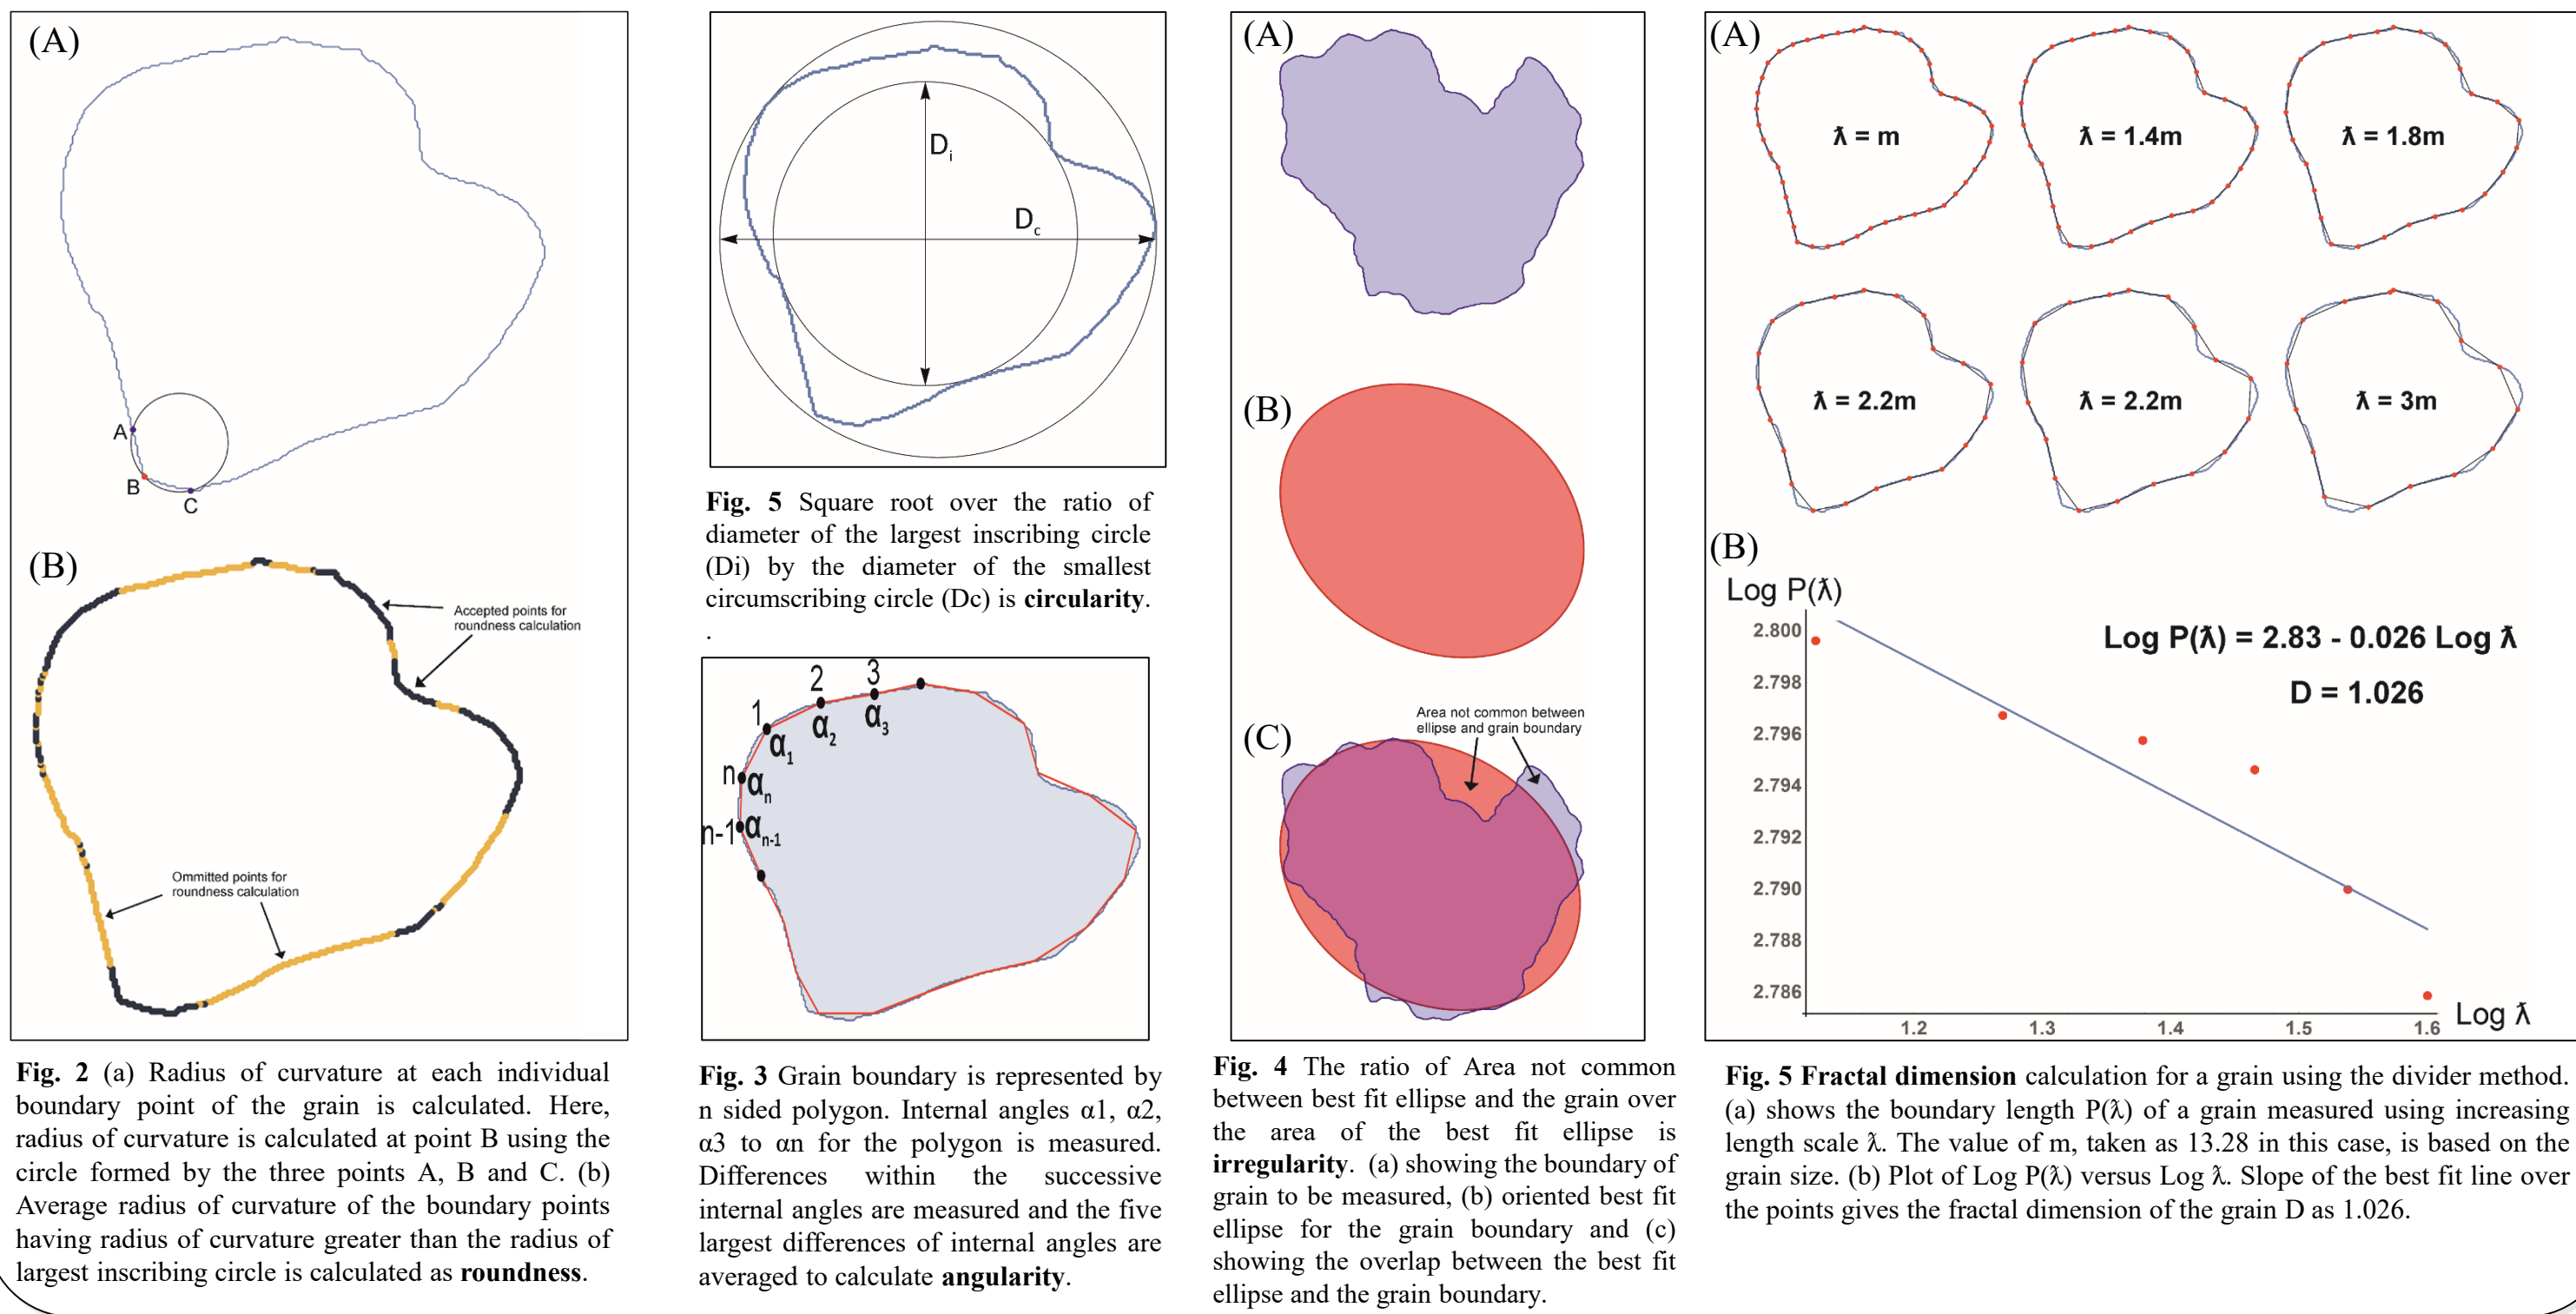 (A)
A
B
C
(B)
Accepted points for
roundness calculation
Ommitted points for
roundness calculation
Fig. 2 (a) Radius of curvature at each individual
boundary point of the grain is calculated. Here,
radius of curvature is calculated at point B using the
circle formed by the three points A, B and C. (b)
Average radius of curvature of the boundary points
having radius of curvature greater than the radius of
largest inscribing circle is calculated as roundness.
Di
Dc
Fig. 5 Square root over the ratio of
diameter of the largest inscribing circle
(Di) by the diameter of the smallest
circumscribing circle (Dc) is circularity.
.
1
2
3
n
n-1
α1
α2
α3
αn
αn-1
Fig. 3 Grain boundary is represented by
n sided polygon. Internal angles α1, α2,
α3 to αn for the polygon is measured.
Differences within the successive
internal angles are measured and the five
largest differences of internal angles are
averaged to calculate angularity.
(A)
(B)
(C)
Area not common between
ellipse and grain boundary
Fig. 4 The ratio of Area not common
between best fit ellipse and the grain over
the area of the best fit ellipse is
irregularity. (a) showing the boundary of
grain to be measured, (b) oriented best fit
ellipse for the grain boundary and (c)
showing the overlap between the best fit
ellipse and the grain boundary.
(A)
ƛ = m
ƛ = 1.4m
ƛ = 1.8m
ƛ = 2.2m
ƛ = 2.2m
ƛ = 3m
(B)
Log P(ƛ)
Log P(ƛ) = 2.83 - 0.026 Log ƛ
D = 1.026
2.800
2.798
2.796
2.794
2.792
2.790
2.788
2.786
1.2
1.3
1.4
1.5
1.6
Log ƛ
Fig. 5 Fractal dimension calculation for a grain using the divider method.
(a) shows the boundary length P(ƛ) of a grain measured using increasing
length scale ƛ. The value of m, taken as 13.28 in this case, is based on the
grain size. (b) Plot of Log P(ƛ) versus Log ƛ. Slope of the best fit line over
the points gives the fractal dimension of the grain D as 1.026.